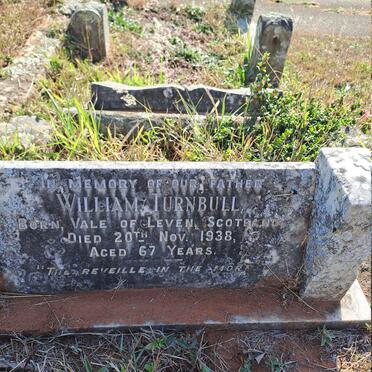 IN MEMORY OF OUR FATHER
WILLIAM TURNBULL,
BORN, VALE OF LEVEN, SCOTLAND.
DIED 20TH NOV. 1938,
AGED 67 YEARS.
"THE REVEILLE IN THE MORN"